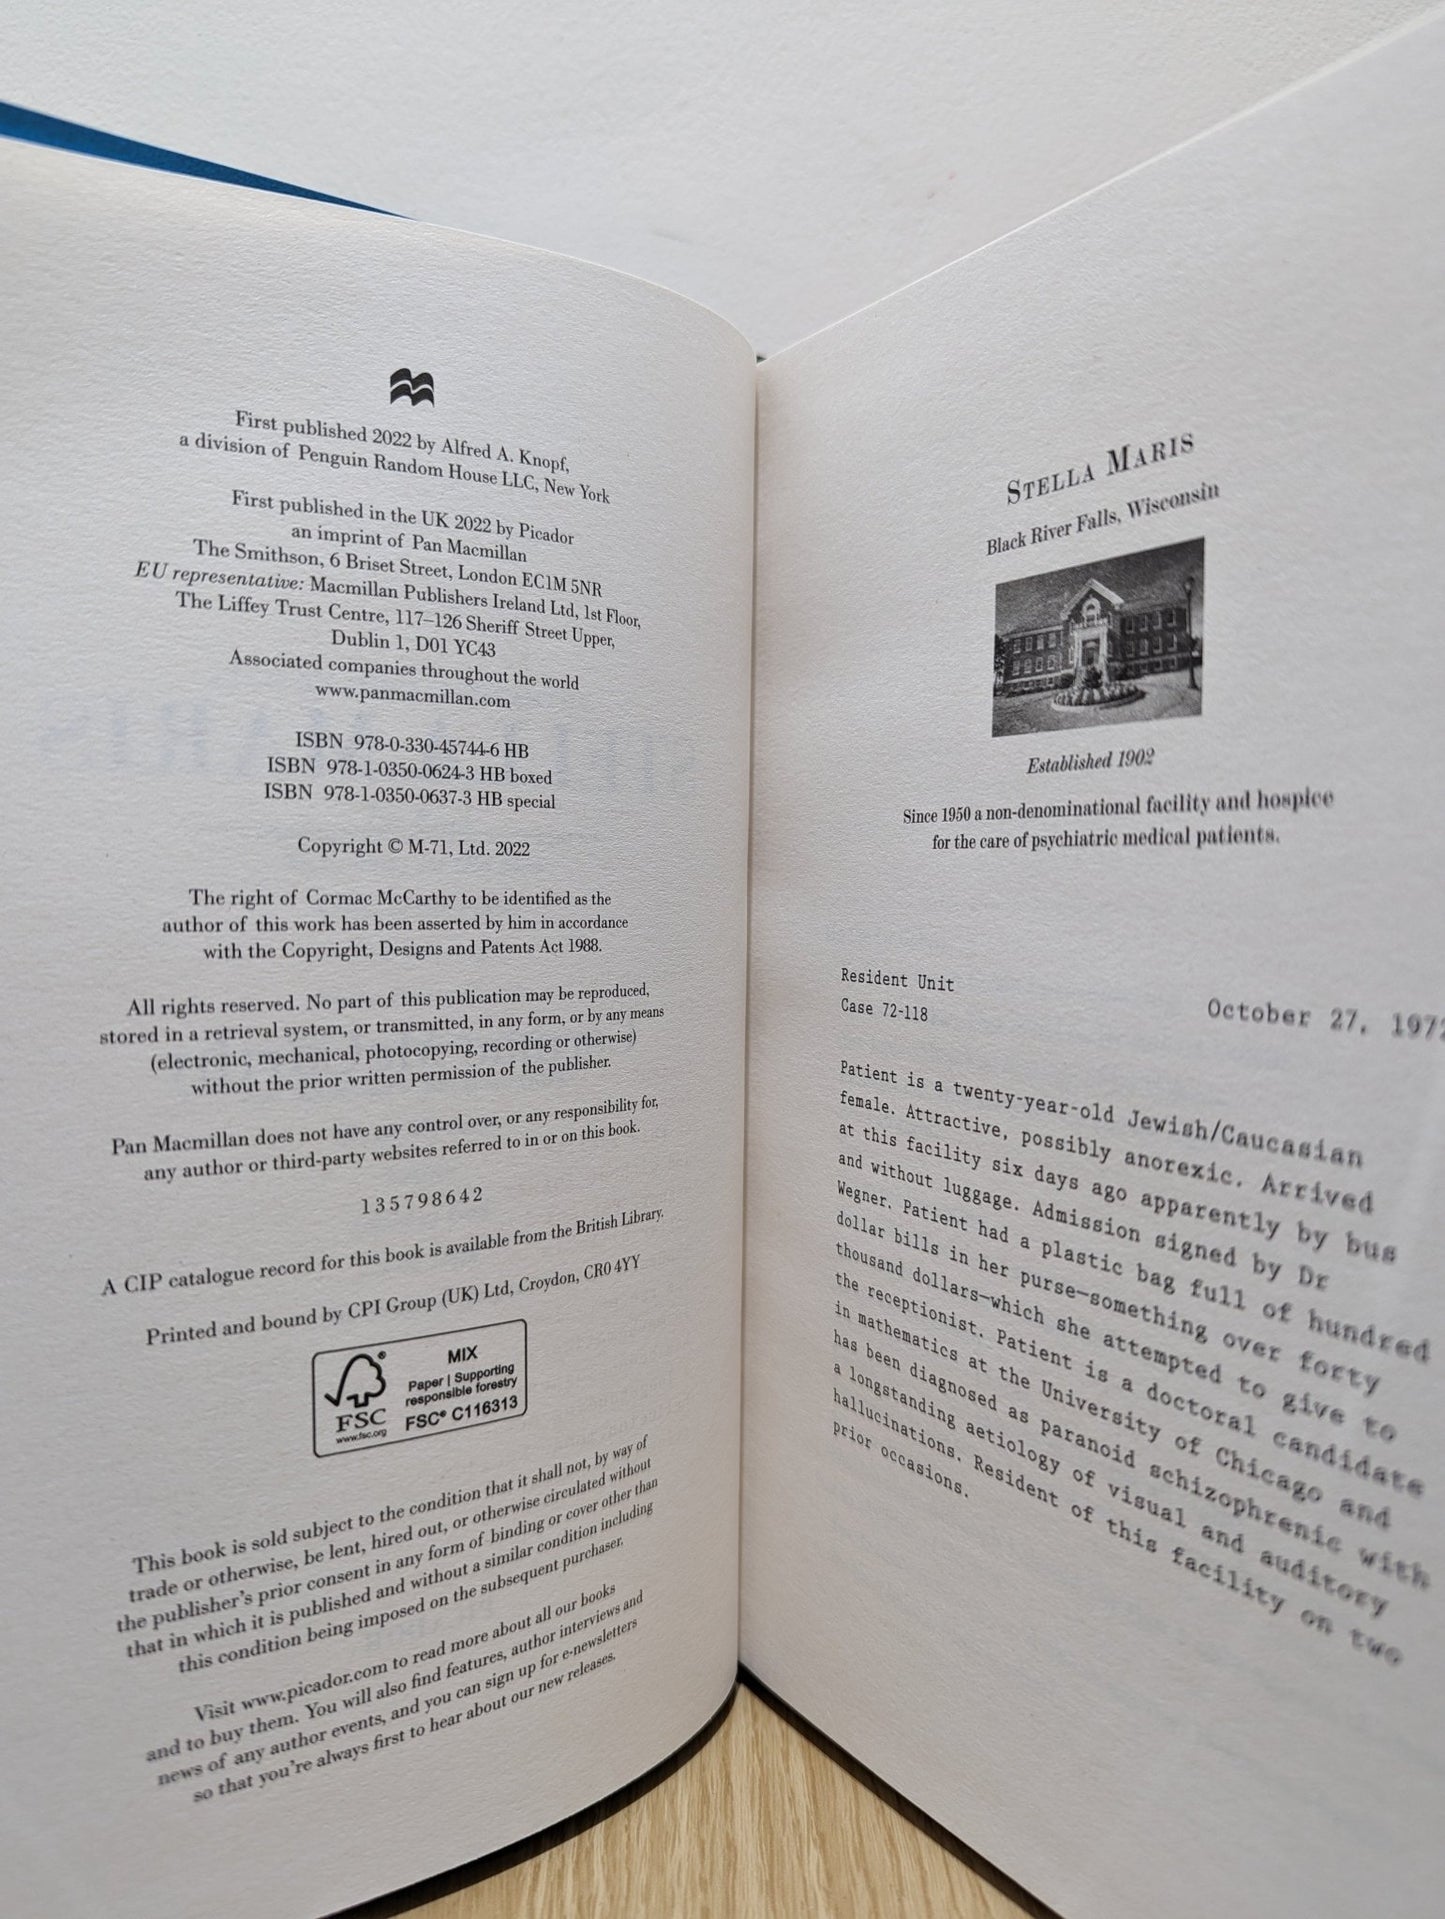 First published 2022 by Alfred A. Knopf,
a division of Penguin Random House LLC, New York
First published in the UK 2022 by Picador
an imprint of Pan Macmillan
The Smithson, 6 Briset Street, London EC1M 5NR
EU representative: Macmillan Publishers Ireland Ltd, 1st Floor,
The Liffey Trust Centre, 117–126 Sheriff Street Upper,
Dublin 1, D01 YC43
Associated companies throughout the world
www.panmacmillan.com
ISBN 978-0-330-45744-6 HB
ISBN 978-1-0350-0624-3 HB boxed
ISBN 978-1-0350-0637-3 HB special
Copyright © M-71, Ltd. 2022
The right of Cormac McCarthy to be identified as the
author of this work has been asserted by him in accordance
with the Copyright, Designs and Patents Act 1988.
All rights reserved. No part of this publication may be reproduced,
stored in a retrieval system, or transmitted, in any form, or by any means
(electronic, mechanical, photocopying, recording or otherwise)
without the prior written permission of the publisher.
Pan Macmillan does not have any control over, or any responsibility for,
any author or third-party websites referred to in or on this book.
1 3 5 7 9 8 6 4 2
A CIP catalogue record for this book is available from the British Library.
Printed and bound by CPI Group (UK) Ltd, Croydon, CR0 4YY
FSC
www.fsc.org
MIX
Paper | Supporting
responsible forestry
FSC® C116313
This book is sold subject to the condition that it shall not, by way of
trade or otherwise, be lent, hired out, or otherwise circulated without
the publisher's prior consent in any form of binding or cover other than
that in which it is published and without a similar condition including
this condition being imposed on the subsequent purchaser.
Visit www.picador.com to read more about all our books
and to buy them. You will also find features, author interviews and
news of any author events, and you can sign up for e-newsletters
so that you're always first to hear about our new releases.
STELLA MARIS
Black River Falls, Wisconsin
Established 1902
Since 1950 a non-denominational facility and hospice
for the care of psychiatric medical patients.
Resident Unit
Case 72-118
October 27, 1972
Patient is a twenty-year-old Jewish/Caucasian
female. Attractive, possibly anorexic. Arrived
at this facility six days ago apparently by bus
and without luggage. Admission signed by Dr
Wegner. Patient had a plastic bag full of hundred
dollar bills in her purse—something over forty
thousand dollars—which she attempted to give to
the receptionist. Patient is a doctoral candidate
in mathematics at the University of Chicago and
has been diagnosed as paranoid schizophrenic with
a longstanding aetiology of visual and auditory
hallucinations. Resident of this facility on two
prior occasions.